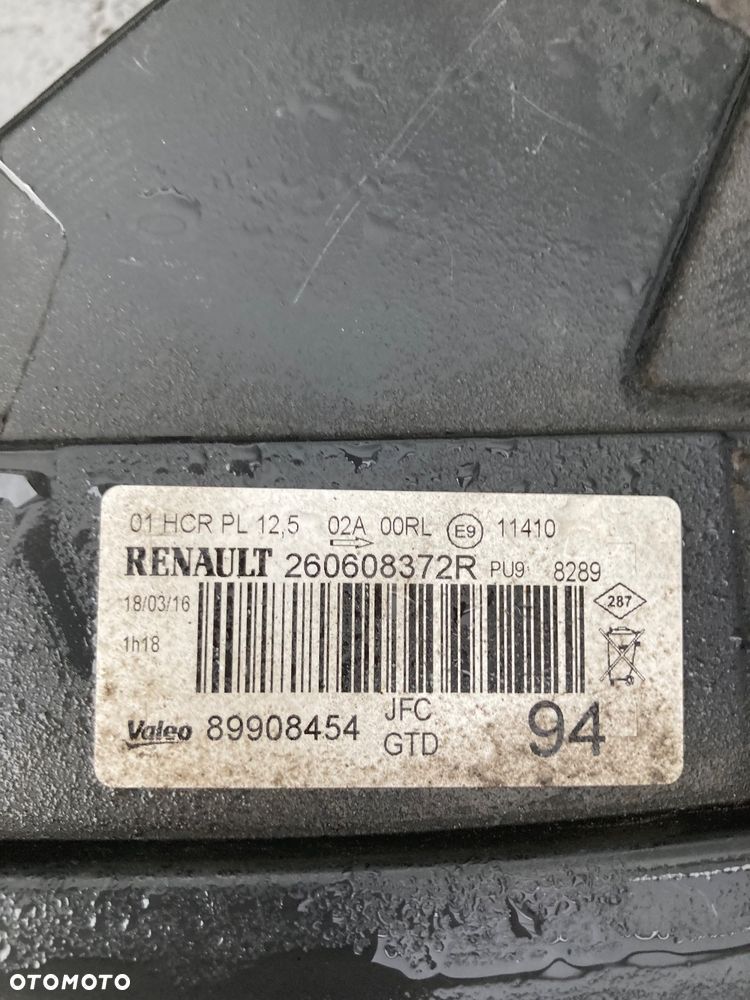 01 HCR PL 12,5 02A 00RL E9 11410
RENAULT 260608372R PU9 8289
18/03/16
287
1h18
Valeo 89908454 JFC
GTD 94
OTOMOTO